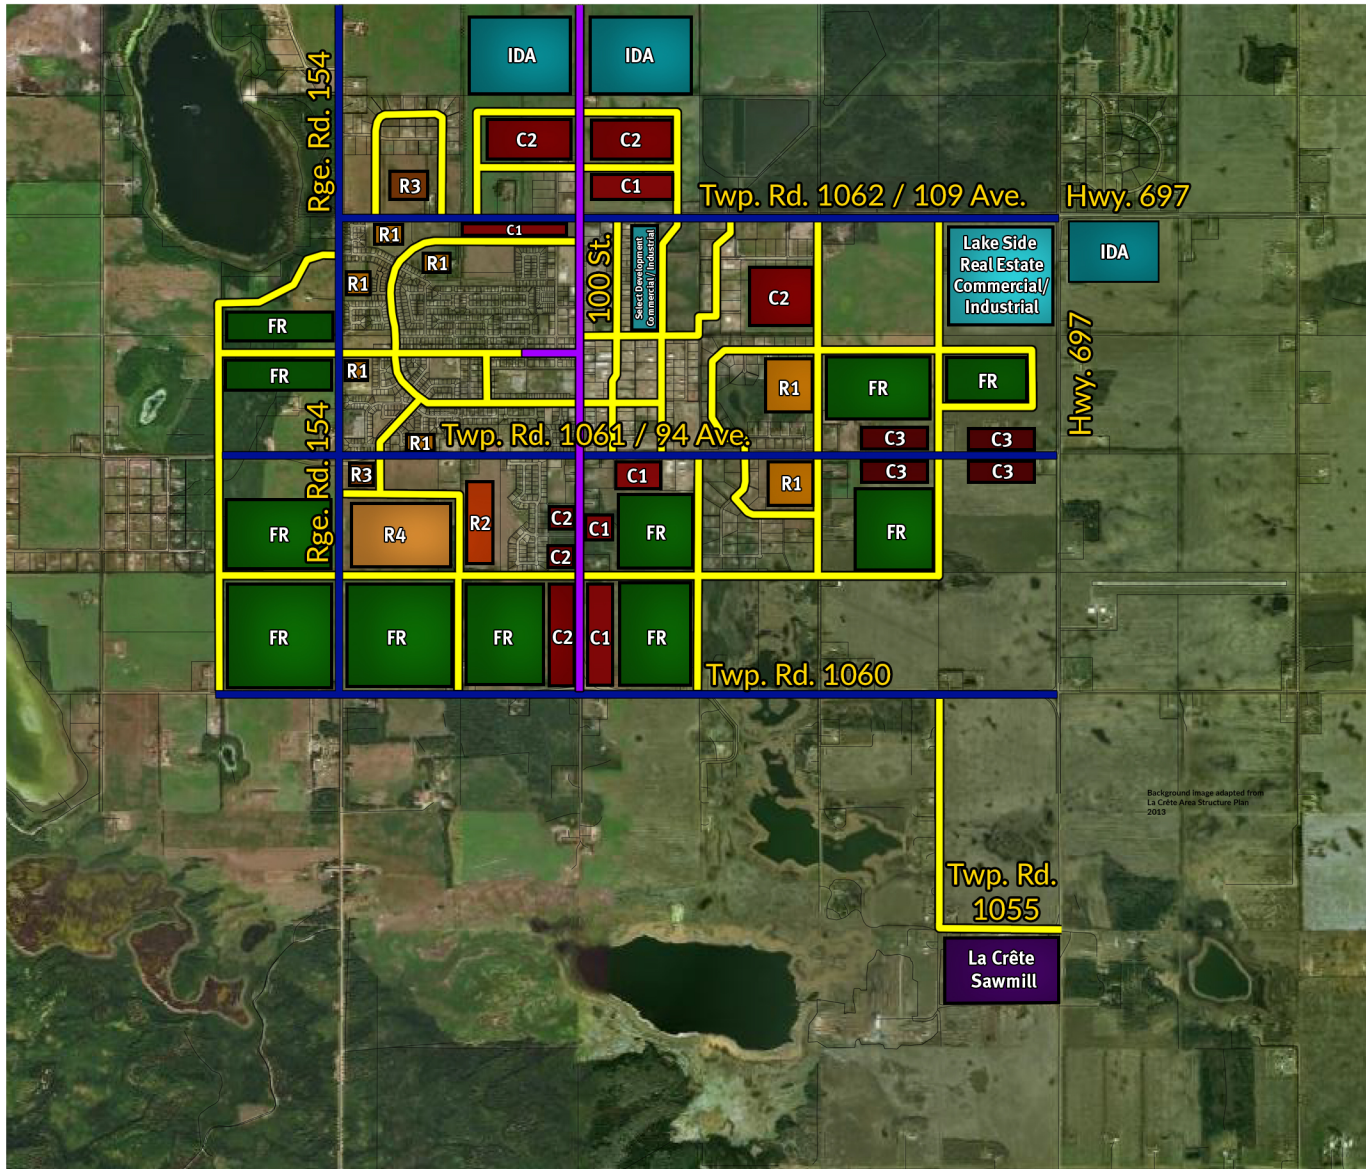 IDA
IDA
Rge. Rd. 154
C2
C2
R3
C1
Twp. Rd. 1062 / 109 Ave.
Hwy. 697
R1
C1
R1
100 St.
Select Development
Commercial / Industrial
Lake Side
Real Estate
Commercial/
Industrial
IDA
R1
C2
FR
Hwy. 697
FR
R1
R1
FR
FR
Rge. Rd. 154
R1
Twp. Rd. 1061 / 94 Ave.
C3
C3
R3
C1
R1
C3
C3
FR
R4
R2
C2
C1
FR
FR
C2
FR
FR
FR
C2
C1
FR
Twp. Rd. 1060
Background image adapted from
La Crête Area Structure Plan
2013
Twp. Rd.
1055
La Crête
Sawmill